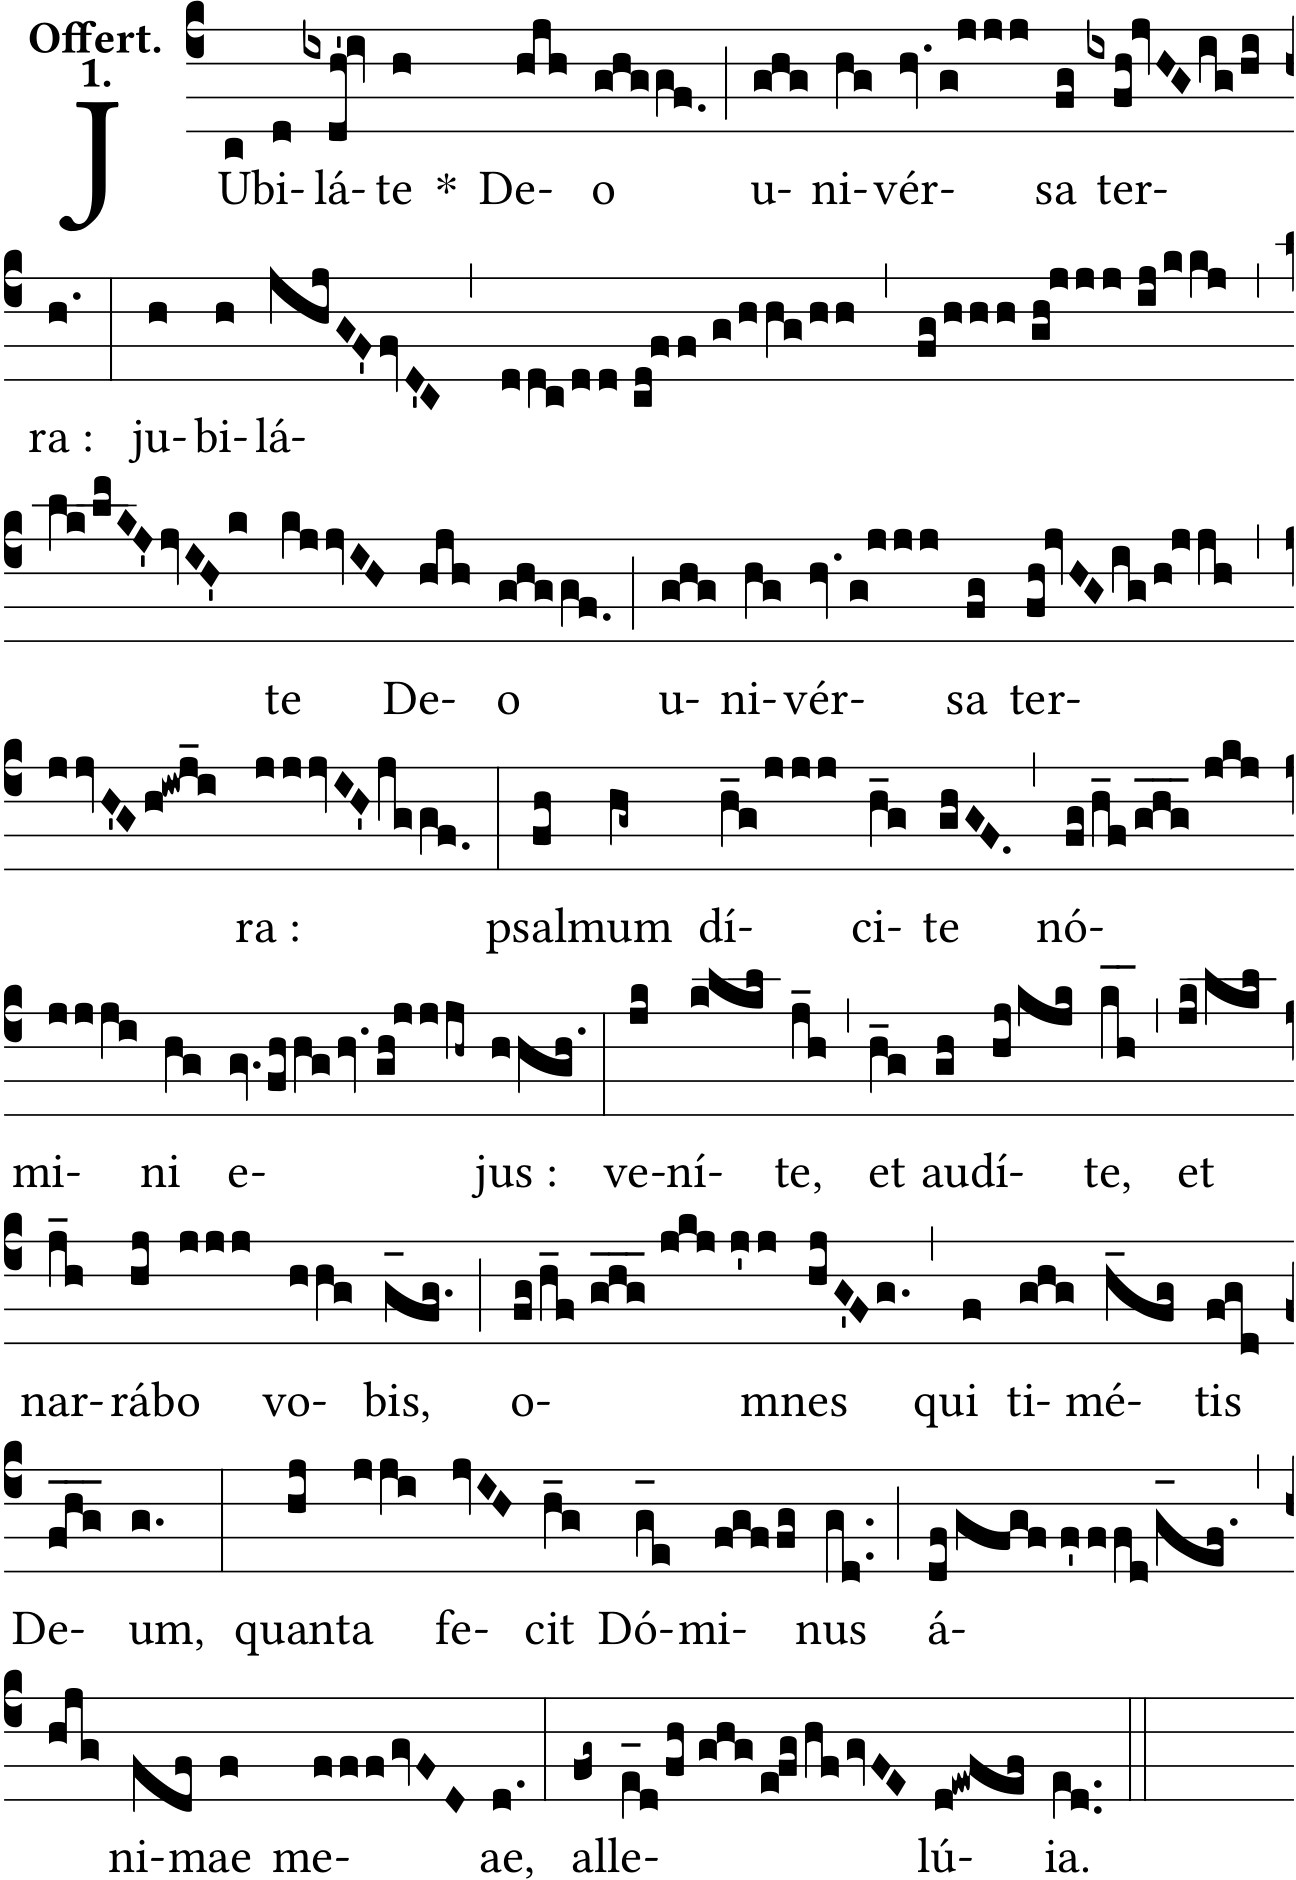 Offert.
1.
JUbi-lá-te * De- o u- ni-vér- sa ter-
ra : ju-bi-lá-
te De- o u- ni-vér- sa ter-
ra : psalmum dí- ci- te nó-
mi- ni e- jus : ve-ní- te, et audí- te, et
nar-rábo vo- bis, o- mnes qui ti-mé- tis
De- um, quanta fe- cit Dó-mi- nus á-
ni-mae me- ae, alle- lú- ia.